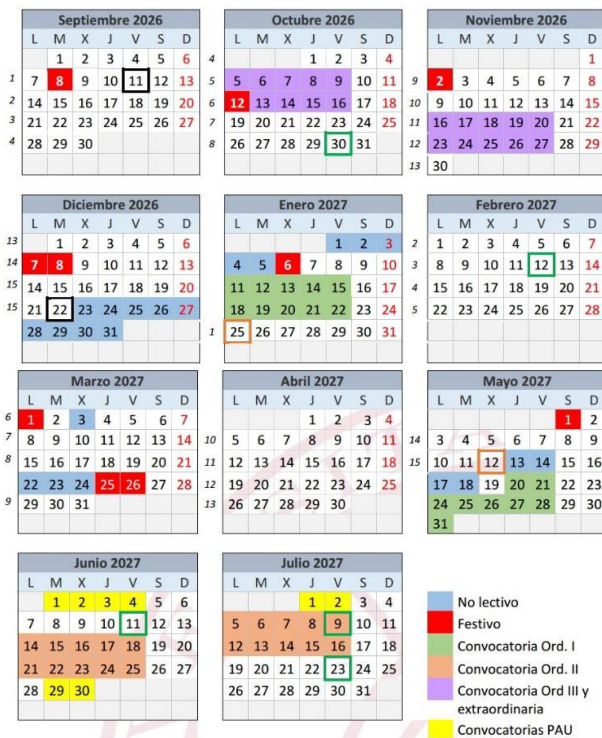 Septiembre 2026
L M X J V S D
1 2 3 4 5 6
1 7 8 9 10 11 12 13
2 14 15 16 17 18 19 20
3 21 22 23 24 25 26 27
4 28 29 30
Octubre 2026
L M X J V S D
4 1 2 3 4
5 5 6 7 8 9 10 11
6 12 13 14 15 16 17 18
7 19 20 21 22 23 24 25
8 26 27 28 29 30 31
Noviembre 2026
L M X J V S D
1
9 2 3 4 5 6 7 8
10 9 10 11 12 13 14 15
11 16 17 18 19 20 21 22
12 23 24 25 26 27 28 29
13 30
Diciembre 2026
L M X J V S D
13 1 2 3 4 5 6
14 7 8 9 10 11 12 13
15 14 15 16 17 18 19 20
15 21 22 23 24 25 26 27
28 29 30 31
Enero 2027
L M X J V S D
1 2 3
4 5 6 7 8 9 10
11 12 13 14 15 16 17
18 19 20 21 22 23 24
1 25 26 27 28 29 30 31
Febrero 2027
L M X J V S D
2 1 2 3 4 5 6 7
3 8 9 10 11 12 13 14
4 15 16 17 18 19 20 21
5 22 23 24 25 26 27 28
Marzo 2027
L M X J V S D
6 1 2 3 4 5 6 7
7 8 9 10 11 12 13 14
8 15 16 17 18 19 20 21
22 23 24 25 26 27 28
9 29 30 31
Abril 2027
L M X J V S D
1 2 3 4
10 5 6 7 8 9 10 11
11 12 13 14 15 16 17 18
12 19 20 21 22 23 24 25
13 26 27 28 29 30
Mayo 2027
L M X J V S D
1 2
14 3 4 5 6 7 8 9
15 10 11 12 13 14 15 16
17 18 19 20 21 22 23
24 25 26 27 28 29 30
31
Junio 2027
L M X J V S D
1 2 3 4 5 6
7 8 9 10 11 12 13
14 15 16 17 18 19 20
21 22 23 24 25 26 27
28 29 30
Julio 2027
L M X J V S D
1 2 3 4
5 6 7 8 9 10 11
12 13 14 15 16 17 18
19 20 21 22 23 24 25
26 27 28 29 30 31
No lectivo
Festivo
Convocatoria Ord. I
Convocatoria Ord. II
Convocatoria Ord III y
extraordinaria
Convocatorias PAU